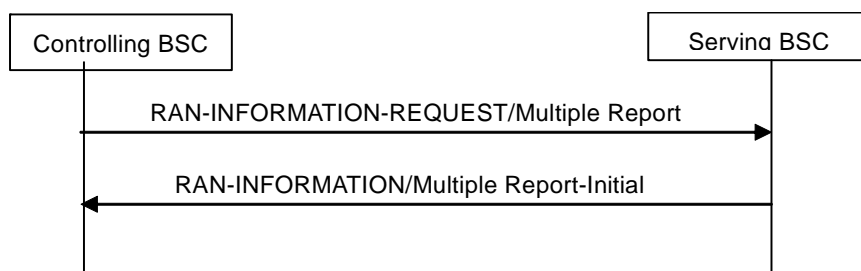 Controlling BSC
Serving BSC
RAN-INFORMATION-REQUEST/Multiple Report
RAN-INFORMATION/Multiple Report-Initial